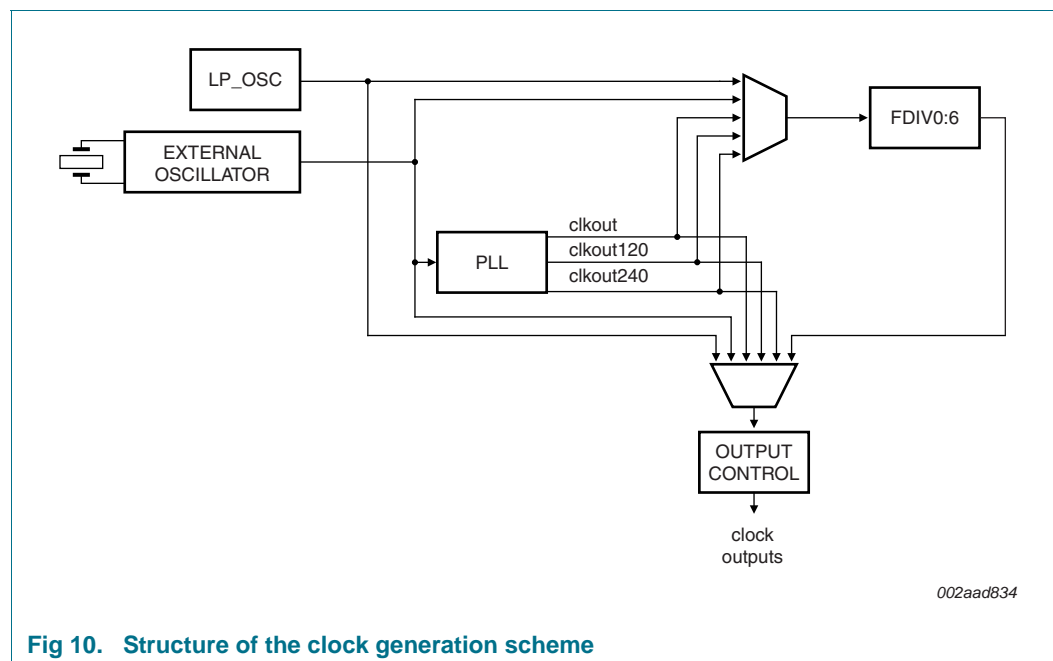 LP_OSC
EXTERNAL
OSCILLATOR
FDIV0:6
PLL
clkout
clkout120
clkout240
OUTPUT
CONTROL
clock
outputs
002aad834
Fig 10. Structure of the clock generation scheme